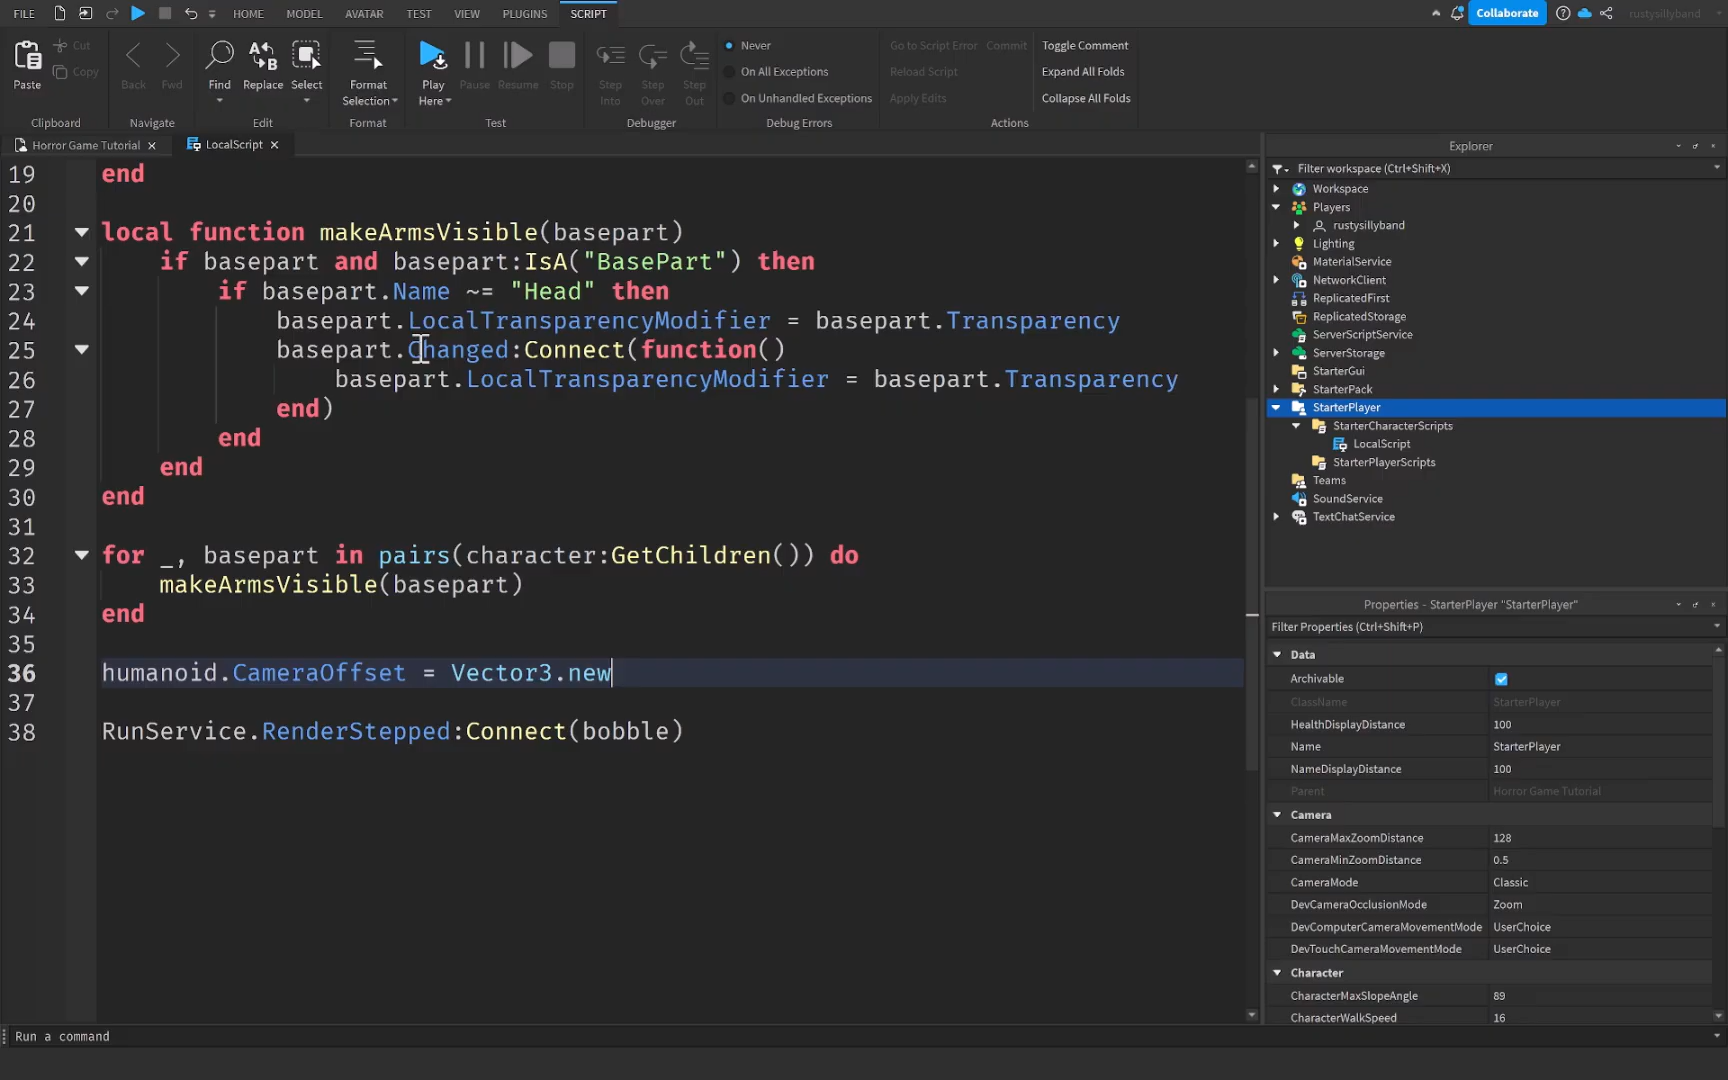 FILE HOME MODEL AVATAR TEST VIEW PLUGINS SCRIPT Collaborate rustysillyband
Paste Cut Copy
Back Fwd
Find Replace Select
Format Selection
Play Here Pause Resume Stop
Step Into Step Over Step Out
Never
On All Exceptions
On Unhandled Exceptions
Go to Script Error Commit
Reload Script
Apply Edits
Toggle Comment
Expand All Folds
Collapse All Folds
Clipboard Navigate Edit Format Test Debugger Debug Errors Actions
Horror Game Tutorial LocalScript
19 end
20
21 local function makeArmsVisible(basepart)
22 if basepart and basepart:IsA("BasePart") then
23 if basepart.Name ~= "Head" then
24 basepart.LocalTransparencyModifier = basepart.Transparency
25 basepart.Changed:Connect(function()
26 basepart.LocalTransparencyModifier = basepart.Transparency
27 end)
28 end
29 end
30 end
31
32 for _, basepart in pairs(character:GetChildren()) do
33 makeArmsVisible(basepart)
34 end
35
36 humanoid.CameraOffset = Vector3.new
37
38 RunService.RenderStepped:Connect(bobble)
Explorer
Filter workspace (Ctrl+Shift+X)
Workspace
Players
rustysillyband
Lighting
MaterialService
NetworkClient
ReplicatedFirst
ReplicatedStorage
ServerScriptService
ServerStorage
StarterGui
StarterPack
StarterPlayer
StarterCharacterScripts
LocalScript
StarterPlayerScripts
Teams
SoundService
TextChatService
Properties - StarterPlayer "StarterPlayer"
Filter Properties (Ctrl+Shift+P)
Data
Archivable
ClassName StarterPlayer
HealthDisplayDistance 100
Name StarterPlayer
NameDisplayDistance 100
Parent Horror Game Tutorial
Camera
CameraMaxZoomDistance 128
CameraMinZoomDistance 0.5
CameraMode Classic
DevCameraOcclusionMode Zoom
DevComputerCameraMovementMode UserChoice
DevTouchCameraMovementMode UserChoice
Character
CharacterMaxSlopeAngle 89
CharacterWalkSpeed 16
Run a command